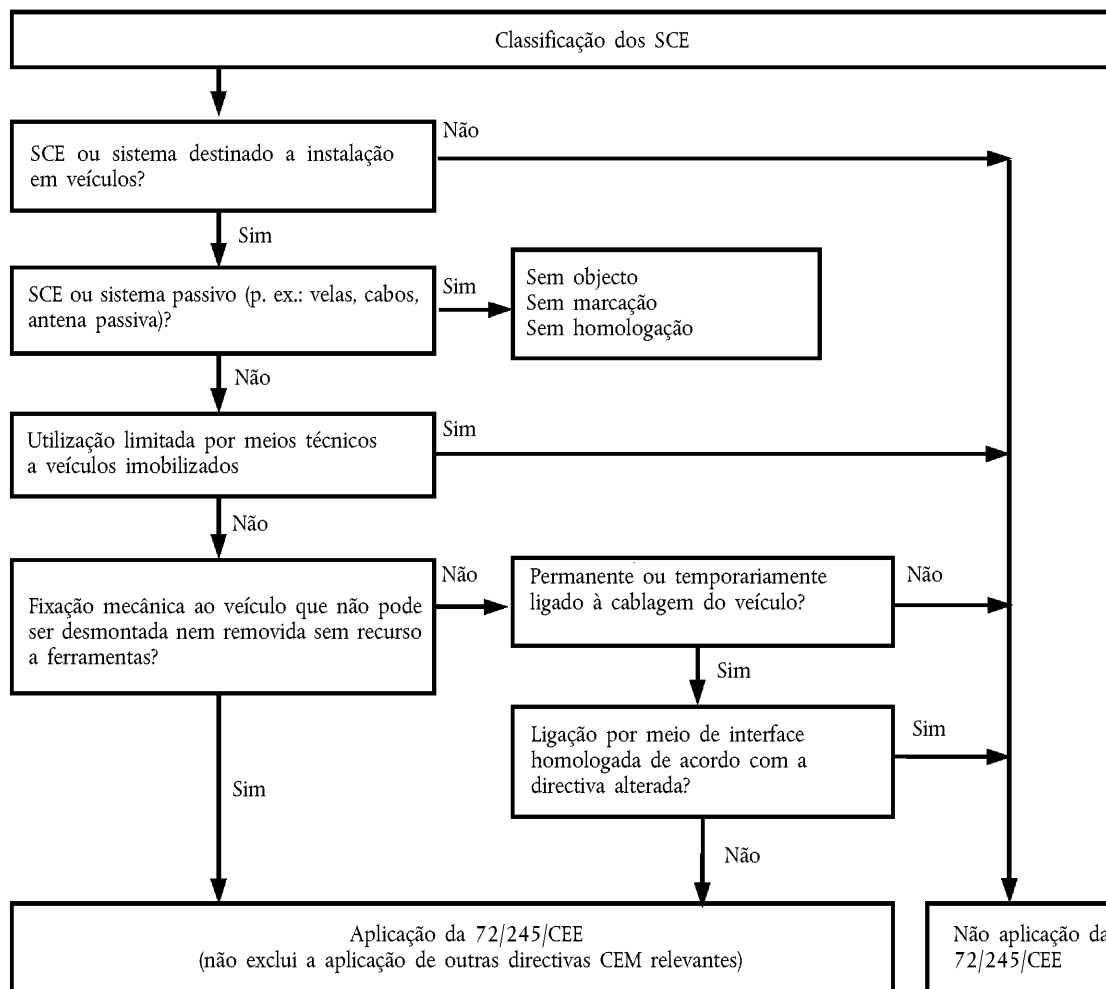 Classificação dos SCE
Não
SCE ou sistema destinado a instalação
em veículos?
Sim
SCE ou sistema passivo (p. ex.: velas, cabos,
antena passiva)?
Sim
Sem objecto
Sem marcação
Sem homologação
Não
Utilização limitada por meios técnicos
a veículos imobilizados
Sim
Não
Fixação mecânica ao veículo que não pode
ser desmontada nem removida sem recurso
a ferramentas?
Não
Permanente ou temporariamente
ligado à cablagem do veículo?
Não
Sim
Ligação por meio de interface
homologada de acordo com a
directiva alterada?
Sim
Sim
Não
Aplicação da 72/245/CEE
(não exclui a aplicação de outras directivas CEM relevantes)
Não aplicação da
72/245/CEE